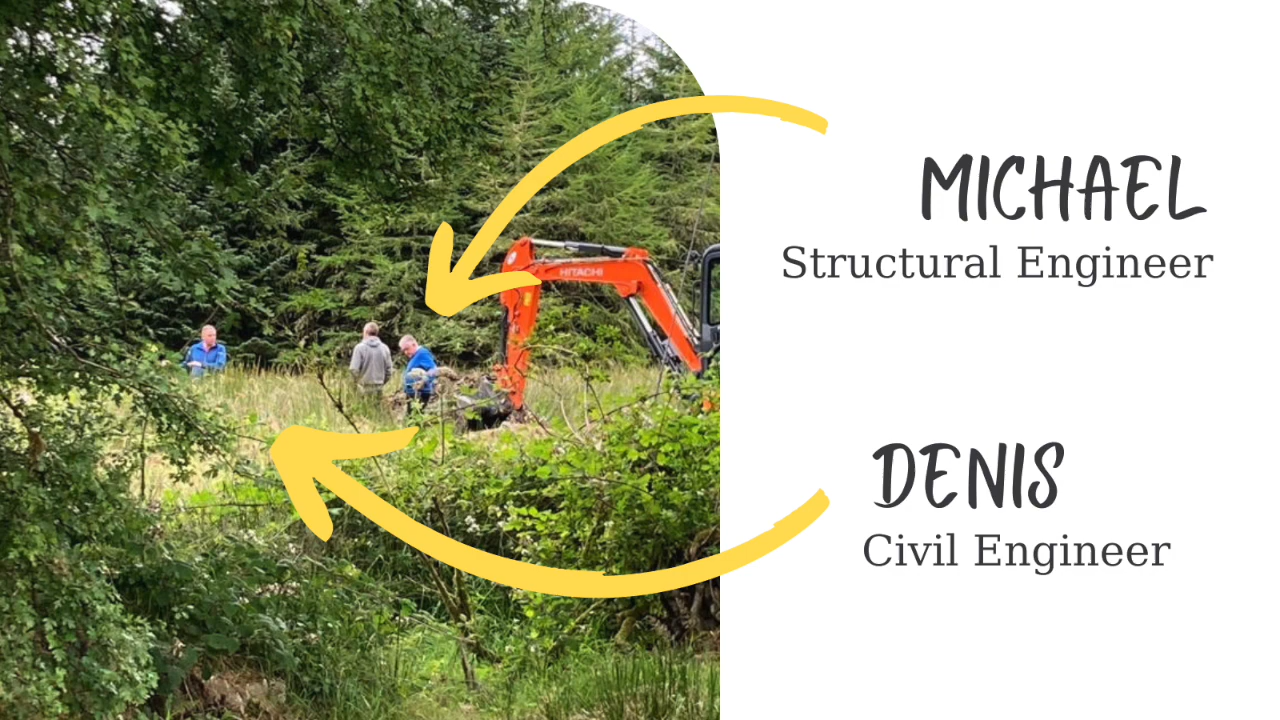 HITACHI
MICHAEL
Structural Engineer
DENIS
Civil Engineer